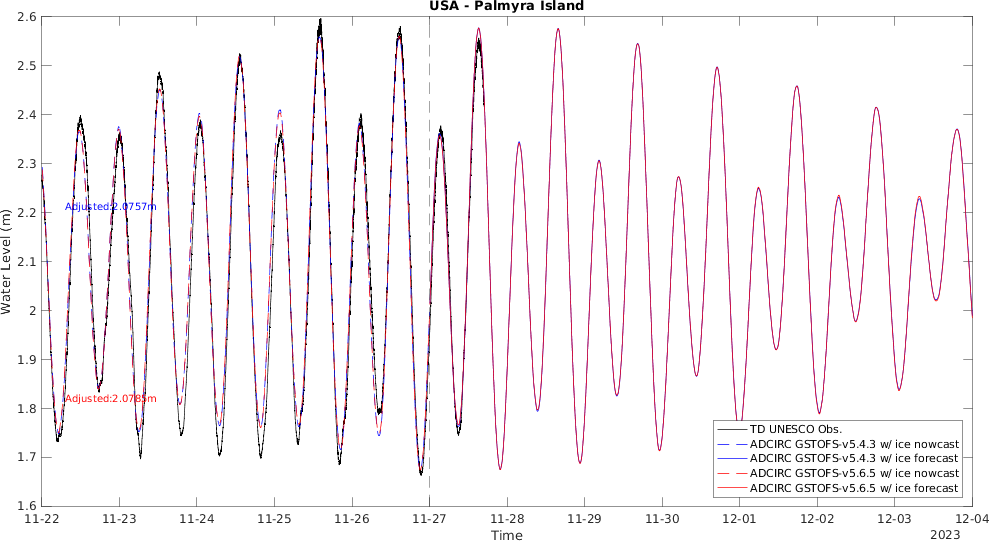 USA - Palmyra Island
2.6
2.5
2.4
2.3
2.2
2.1
2
1.9
1.8
1.7
1.6
Water Level (m)
Adjusted:2.0757m
Adjusted:2.0785m
TD UNESCO Obs.
ADCIRC GSTOFS-v5.4.3 w/ ice nowcast
ADCIRC GSTOFS-v5.4.3 w/ ice forecast
ADCIRC GSTOFS-v5.6.5 w/ ice nowcast
ADCIRC GSTOFS-v5.6.5 w/ ice forecast
11-22 11-23 11-24 11-25 11-26 11-27 11-28 11-29 11-30 12-01 12-02 12-03 12-04
Time
2023